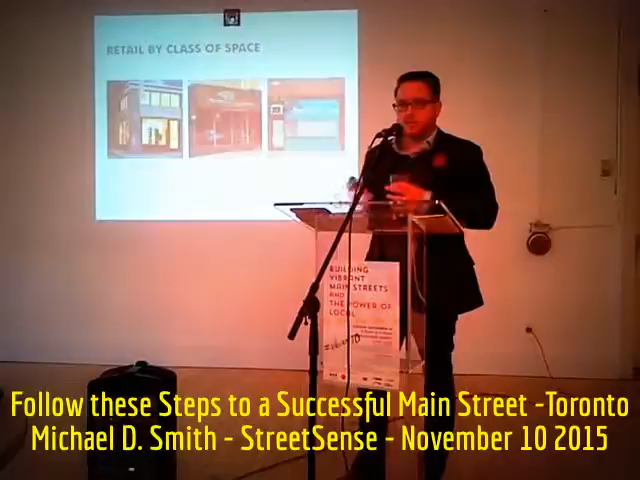 RETAIL BY CLASS OF SPACE
BUILDING
VIBRANT
MAIN STREETS
AND
THE POWER OF
LOCAL
Follow these Steps to a Successful Main Street -Toronto
Michael D. Smith - StreetSense - November 10 2015